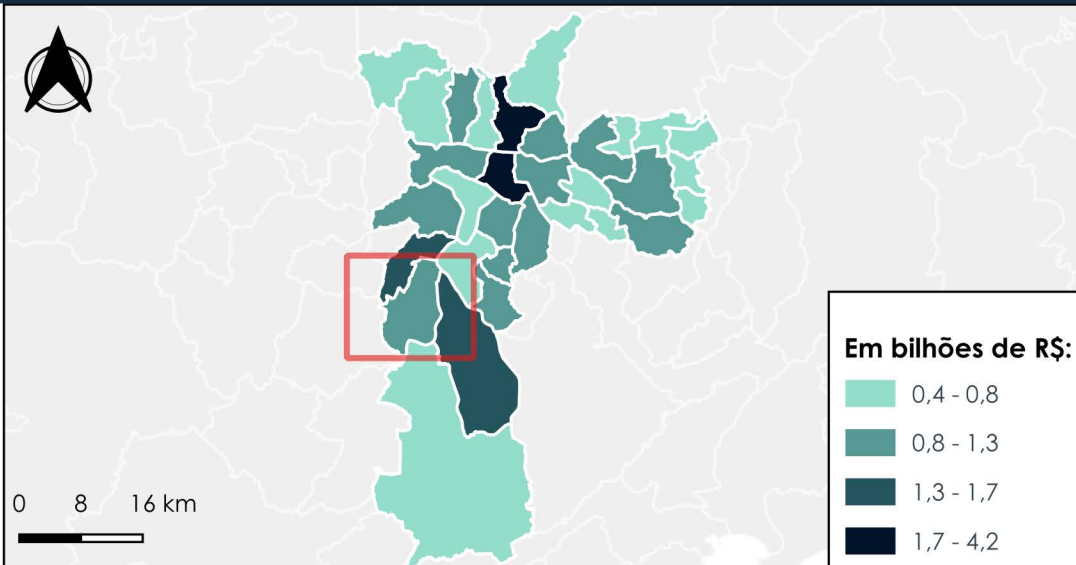 0 8 16 km
Em bilhões de R$:
0,4 - 0,8
0,8 - 1,3
1,3 - 1,7
1,7 - 4,2